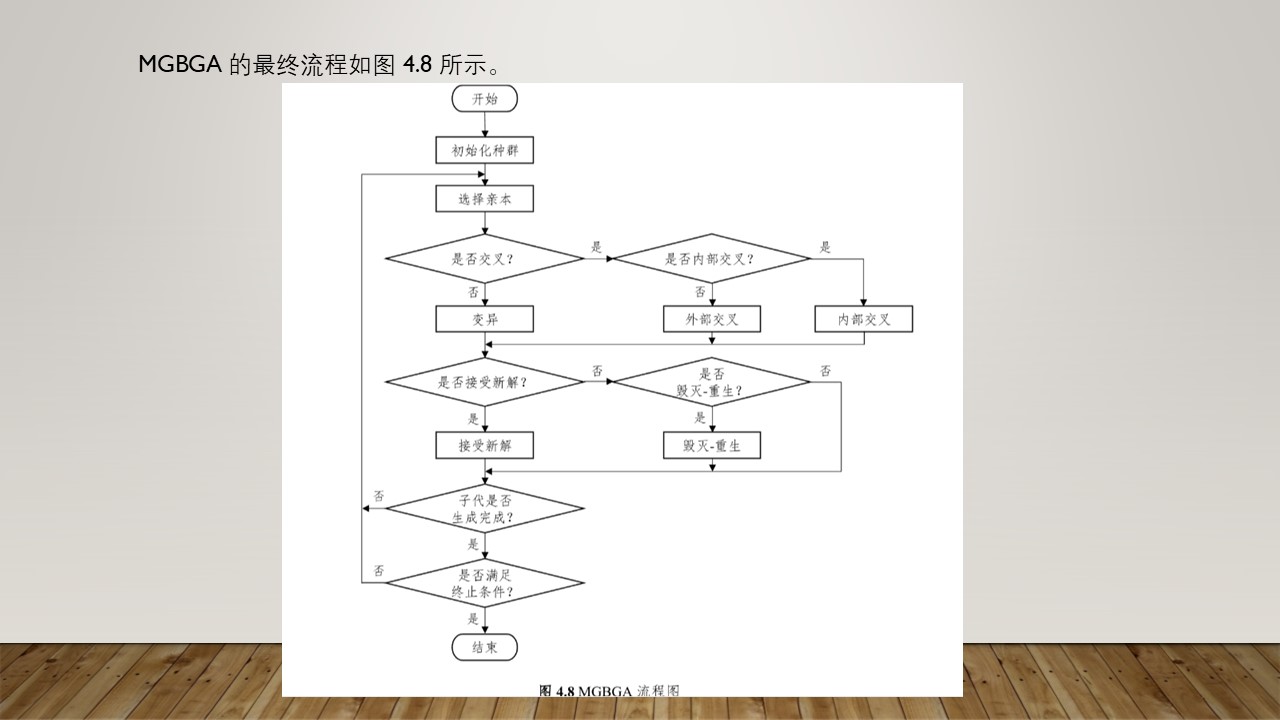 MGBGA 的最终流程如图 4.8 所示。
开始
初始化种群
选择亲本
是否交叉？
是
是否内部交叉？
是
否
否
变异
外部交叉
内部交叉
是否接受新解？
否
是否
毁灭-重生？
否
是
是
接受新解
毁灭-重生
否
子代是否
生成完成？
是
否
是否满足
终止条件？
是
结束
图 4.8 MGBGA 流程图